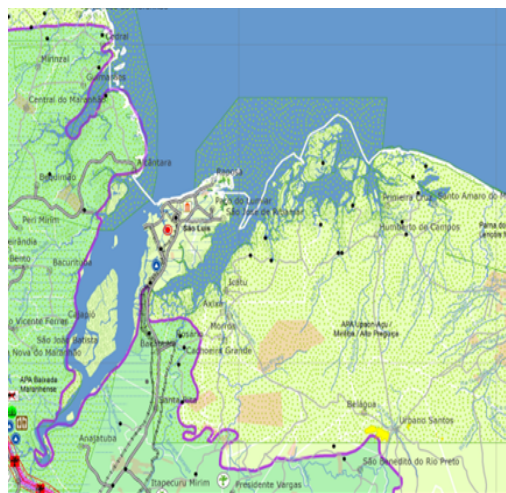 Central
Mirinzal
Guimarães
Central do Maranhão
Alcântara
Bequimão
Raposa
Paço do Lumiar
São José de Ribamar
Primeira Cruz
Santo Amaro do M
Peri Mirim
São Luís
Humberto de Campos
Bento
Bacurituba
Icatu
Cajapió
Axixá
o Vicente Ferrer
Morros
APA Upaon-Açu /
Miritiba / Alto Preguiça
São João Batista
Rosário
Bacabeira
Cachoeira Grande
a Nova do Maranhão
APA Baixada
Maranhense
Santa Rita
Belágua
Urbano Santos
Anajatuba
São Benedito do Rio Preto
Itapecuru Mirim
Presidente Vargas